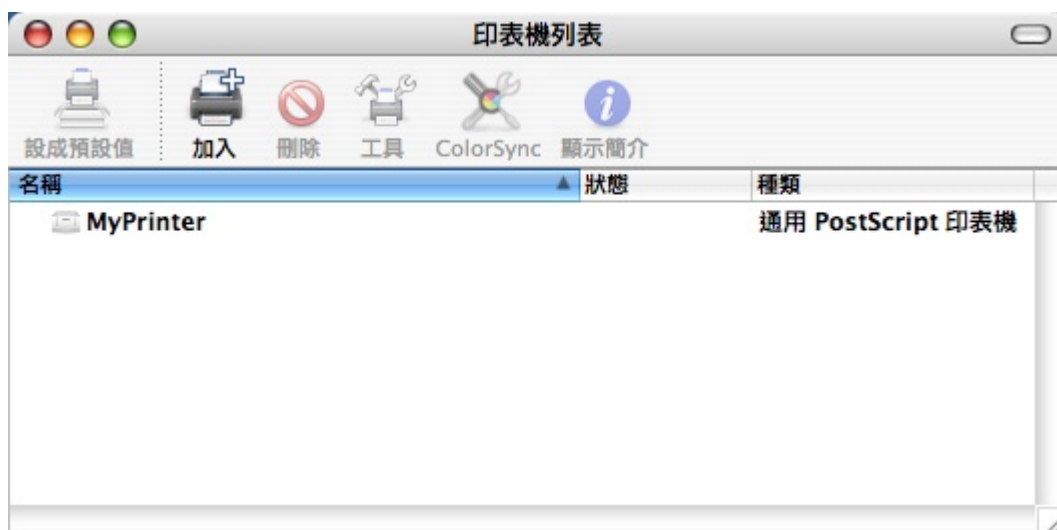 印表機列表
設成預設值 加入 刪除 工具 ColorSync 顯示簡介
名稱 狀態 種類
MyPrinter 通用 PostScript 印表機